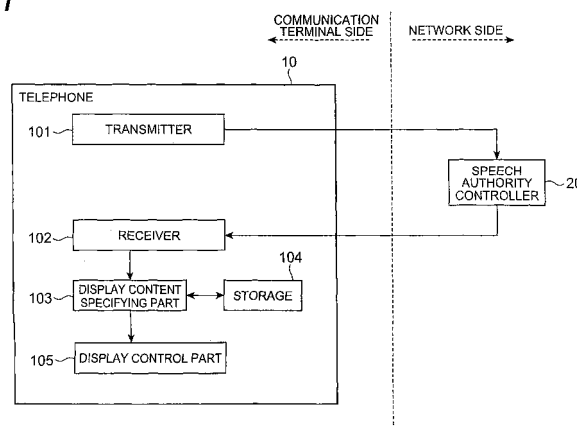 COMMUNICATION
TERMINAL SIDE
NETWORK SIDE
10
TELEPHONE
101
TRANSMITTER
SPEECH
AUTHORITY
CONTROLLER
20
102
RECEIVER
104
103
DISPLAY CONTENT
SPECIFYING PART
STORAGE
105
DISPLAY CONTROL PART